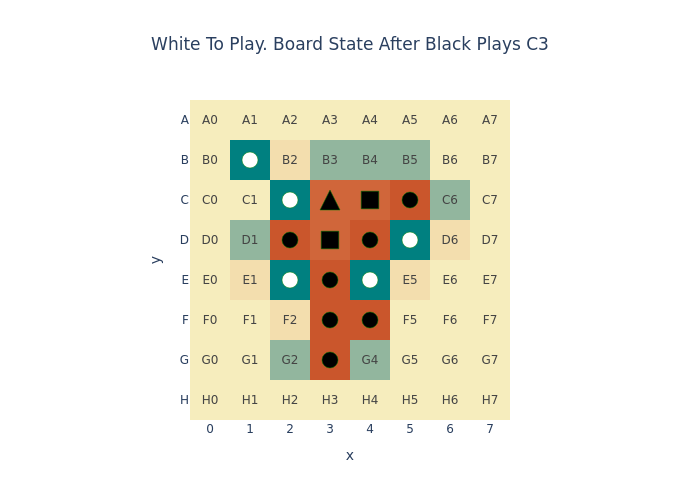 White To Play. Board State After Black Plays C3
A A0 A1 A2 A3 A4 A5 A6 A7
B B0 B2 B3 B4 B5 B6 B7
C C0 C1 C6 C7
D D0 D1 D6 D7
y
E E0 E1 E5 E6 E7
F F0 F1 F2 F5 F6 F7
G G0 G1 G2 G4 G5 G6 G7
H H0 H1 H2 H3 H4 H5 H6 H7
0 1 2 3 4 5 6 7
x